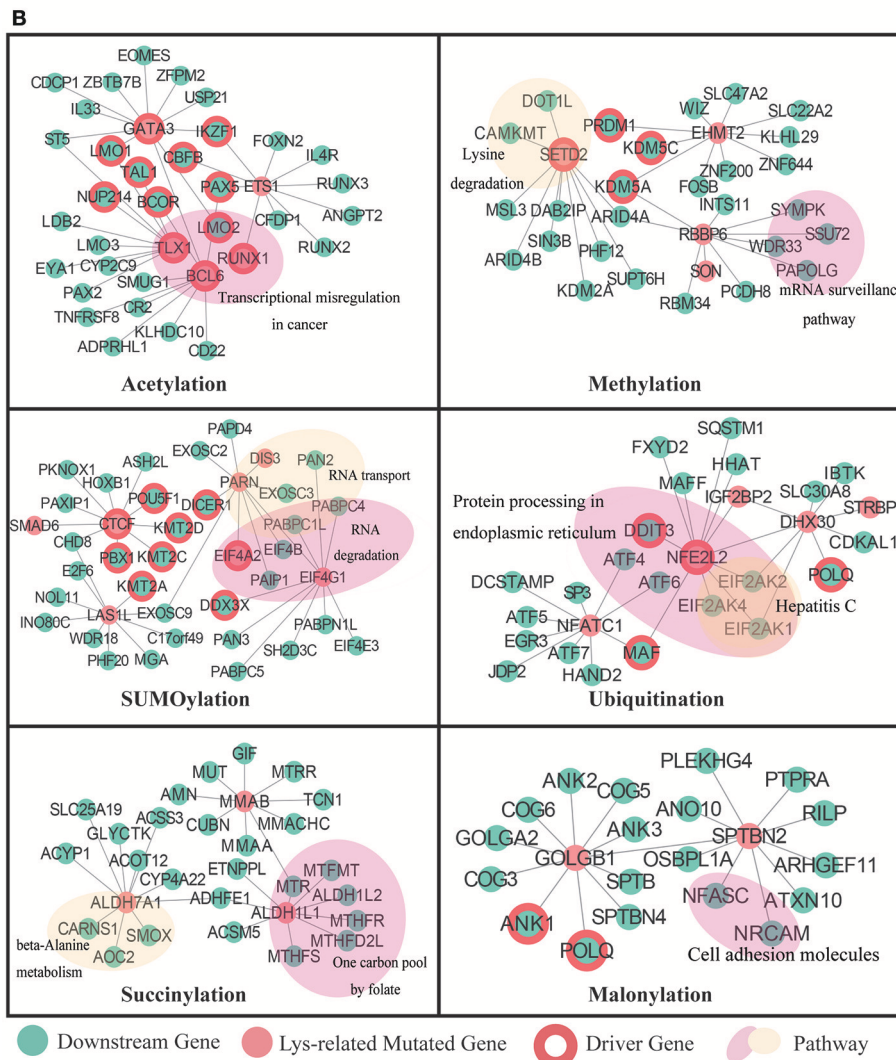 B
EOMES
CDCP1 ZBTB7B ZFPM2
IL33 USP21
GATA3 IKZF1
ST5 FOXN2
LMO1 CBFB IL4R
TAL1
PAX5 ETS1 RUNX3
NUP214 BCOR
ANGPT2
LDB2 LMO2 CFDP1
LMO3 TLX1 RUNX1 RUNX2
EYA1 CYP2C9 BCL6
PAX2 SMUG1 Transcriptional misregulation
TNFRSF8 CR2 in cancer
KLHDC10
ADPRHL1 CD22
Acetylation
DOT1L SLC47A2
WIZ SLC22A2
CAMKMT PRDM1 EHMT2
Lysine SETD2 KDM5C KLHL29
degradation ZNF200 ZNF644
KDM5A FOSB
MSL3 DAB2IP INTS11
ARID4A SYMPK
SIN3B RBBP6 SSU72
ARID4B PHF12 WDR33
SUPT6H SON PAPOLG
KDM2A PCDH8 mRNA surveillance
RBM34 pathway
Methylation
PAPD4
EXOSC2 DIS3
ASH2L PAN2
PKNOX1 PARN RNA transport
HOXB1
PAXIP1 POU5F1 DICER1 EXOSC3 PABPC4
SMAD6 CTCF KMT2D PABPC1L RNA
CHD8 EIF4B degradation
PBX1 KMT2C EIF4A2
E2F6 KMT2A PAIP1 EIF4G1
NOL11 DDX3X
LAS1L EXOSC9
INO80C PABPN1L
WDR18 C17orf49 PAN3 EIF4E3
PHF20 MGA SH2D3C
PABPC5
SUMOylation
SQSTM1
FXYD2
HHAT IBTK
MAFF SLC30A8
Protein processing in IGF2BP2 STRBP
endoplasmic reticulum DHX30
DDIT3 NFE2L2 CDKAL1
ATF4 POLQ
DCSTAMP ATF6 EIF2AK2
SP3 EIF2AK4 Hepatitis C
ATF5 NFATC1 EIF2AK1
EGR3 MAF
ATF7
JDP2 HAND2
Ubiquitination
GIF
MUT MTRR
AMN MMAB TCN1
SLC25A19 ACSS3
GLYCTK CUBN MMACHC
ACYP1 ACOT12 MMAA
ETNPPL MTFMT
CYP4A22 MTR ALDH1L2
ALDH7A1 ADHFE1 ALDH1L1 MTHFR
CARNS1 SMOX ACSM5 MTHFD2L
beta-Alanine AOC2 MTHFS One carbon pool
metabolism by folate
Succinylation
PLEKHG4
ANK2 COG5 PTPRA
COG6 ANO10 RILP
GOLGA2 ANK3 SPTBN2
GOLGB1 OSBPL1A ARHGEF11
COG3 SPTB
NFASC ATXN10
ANK1 SPTBN4
POLQ NRCAM
Cell adhesion molecules
Malonylation
Downstream Gene Lys-related Mutated Gene Driver Gene Pathway